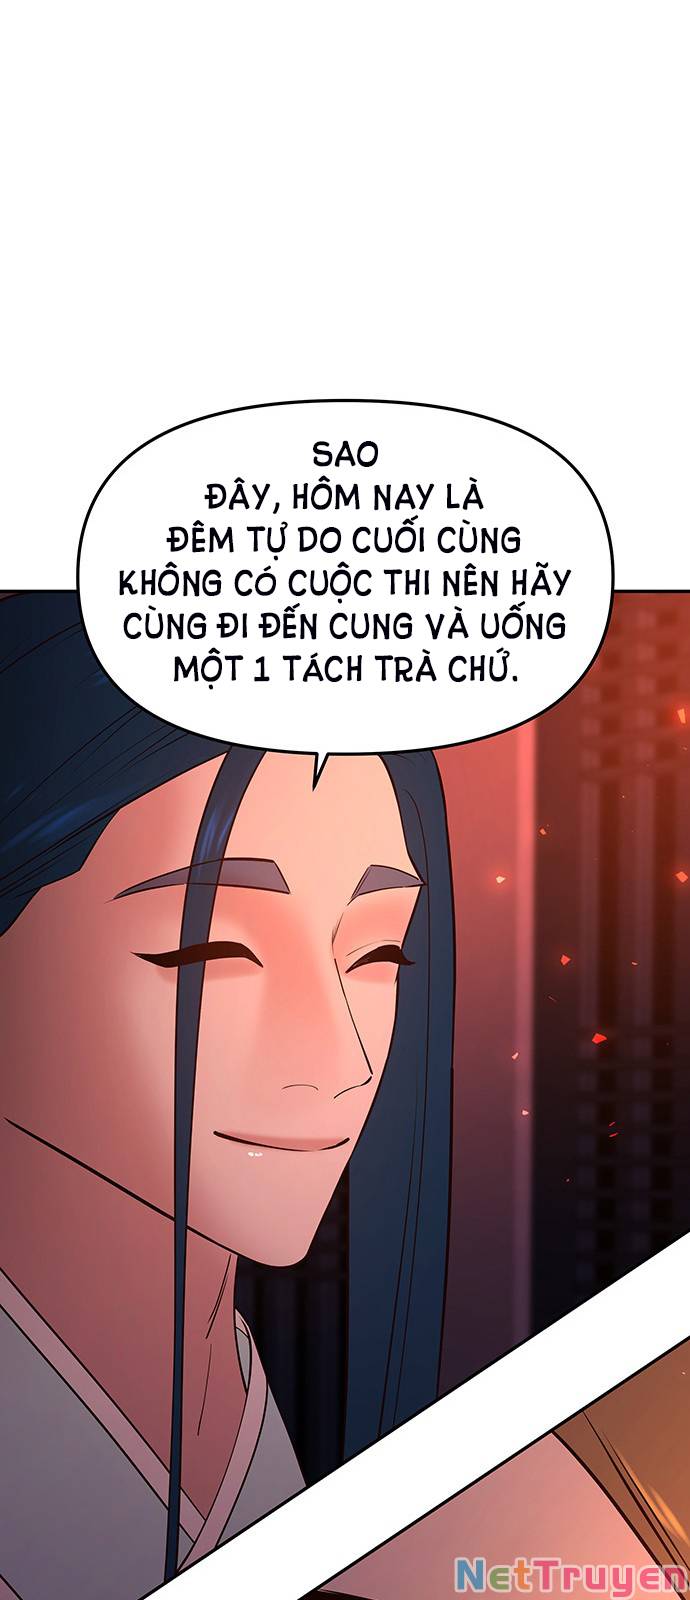 SAO
ĐÂY, HÔM NAY LÀ
ĐÊM TỰ DO CUỐI CÙNG
KHÔNG CÓ CUỘC THI NÊN HÃY
CÙNG ĐI ĐẾN CUNG VÀ UỐNG
MỘT 1 TÁCH TRÀ CHỨ.
NetTruyen